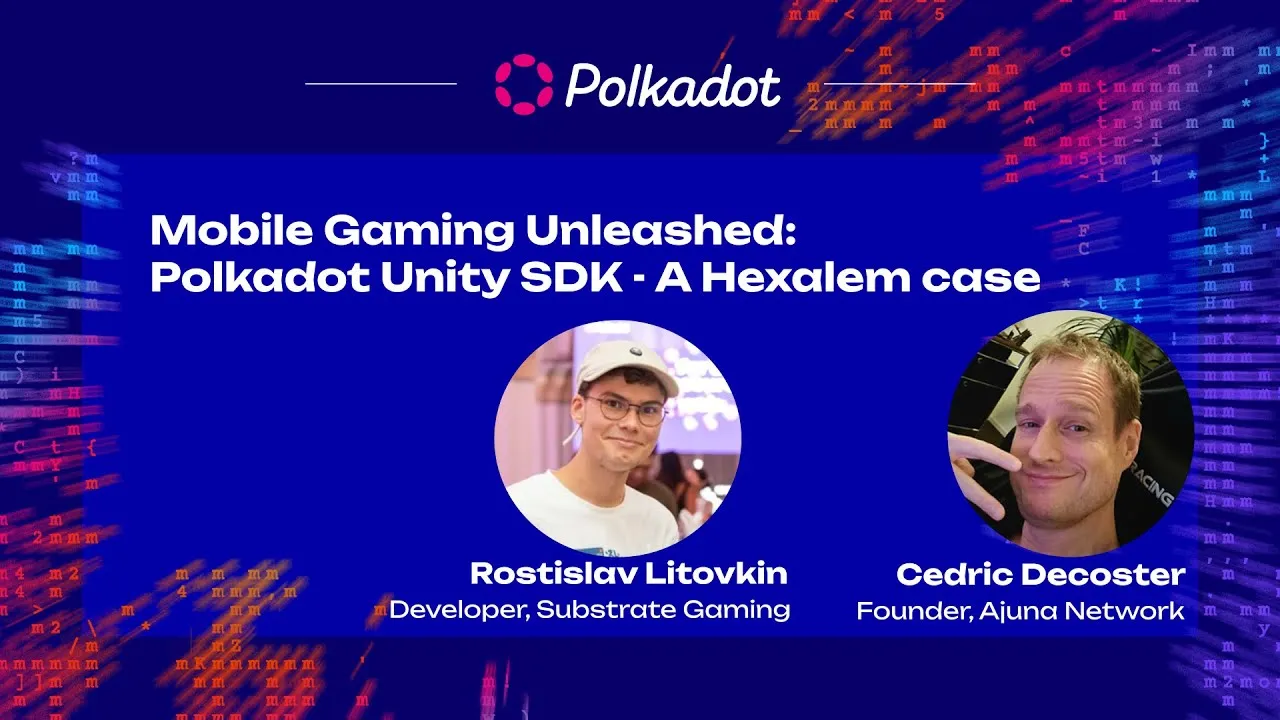 Polkadot
Mobile Gaming Unleashed:
Polkadot Unity SDK - A Hexalem case
RACING
Rostislav Litovkin
Developer, Substrate Gaming
Cedric Decoster
Founder, Ajuna Network